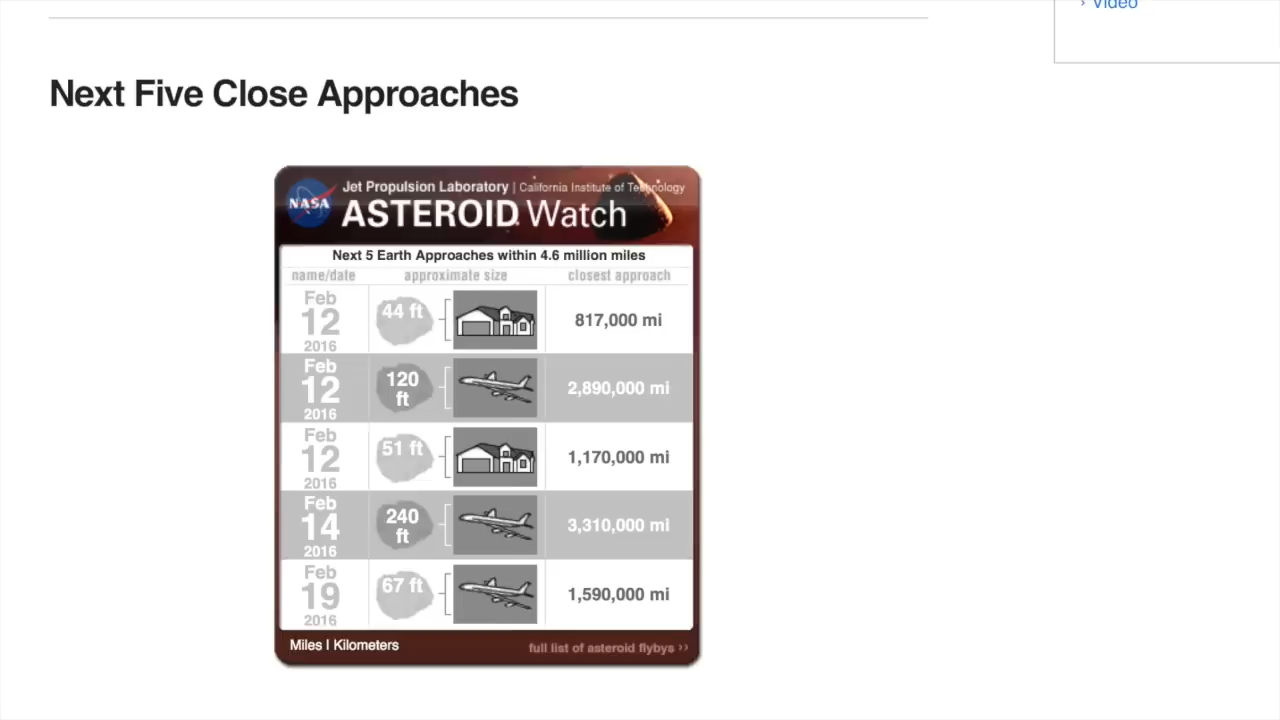 › Video
Next Five Close Approaches
NASA
Jet Propulsion Laboratory | California Institute of Technology
ASTEROID Watch
Next 5 Earth Approaches within 4.6 million miles
name/date approximate size closest approach
Feb
12
2016
44 ft
817,000 mi
Feb
12
2016
120
ft
2,890,000 mi
Feb
12
2016
51 ft
1,170,000 mi
Feb
14
2016
240
ft
3,310,000 mi
Feb
19
2016
67 ft
1,590,000 mi
Miles | Kilometers
full list of asteroid flybys ››